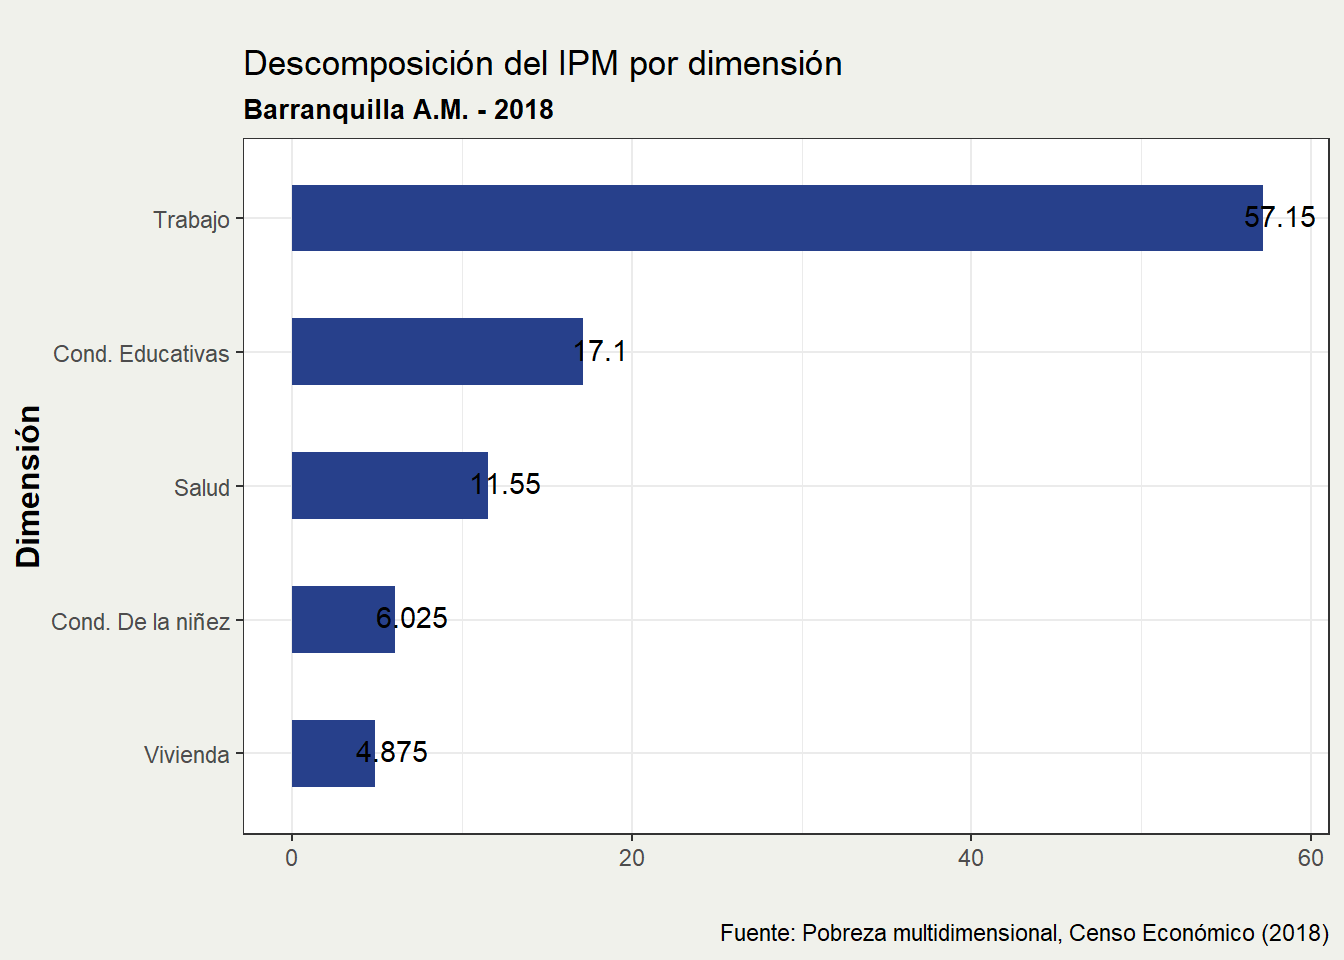 Descomposición del IPM por dimensión
Barranquilla A.M. - 2018
Dimensión
Trabajo
57.15
Cond. Educativas
17.1
Salud
11.55
Cond. De la niñez
6.025
Vivienda
4.875
0 20 40 60
Fuente: Pobreza multidimensional, Censo Económico (2018)